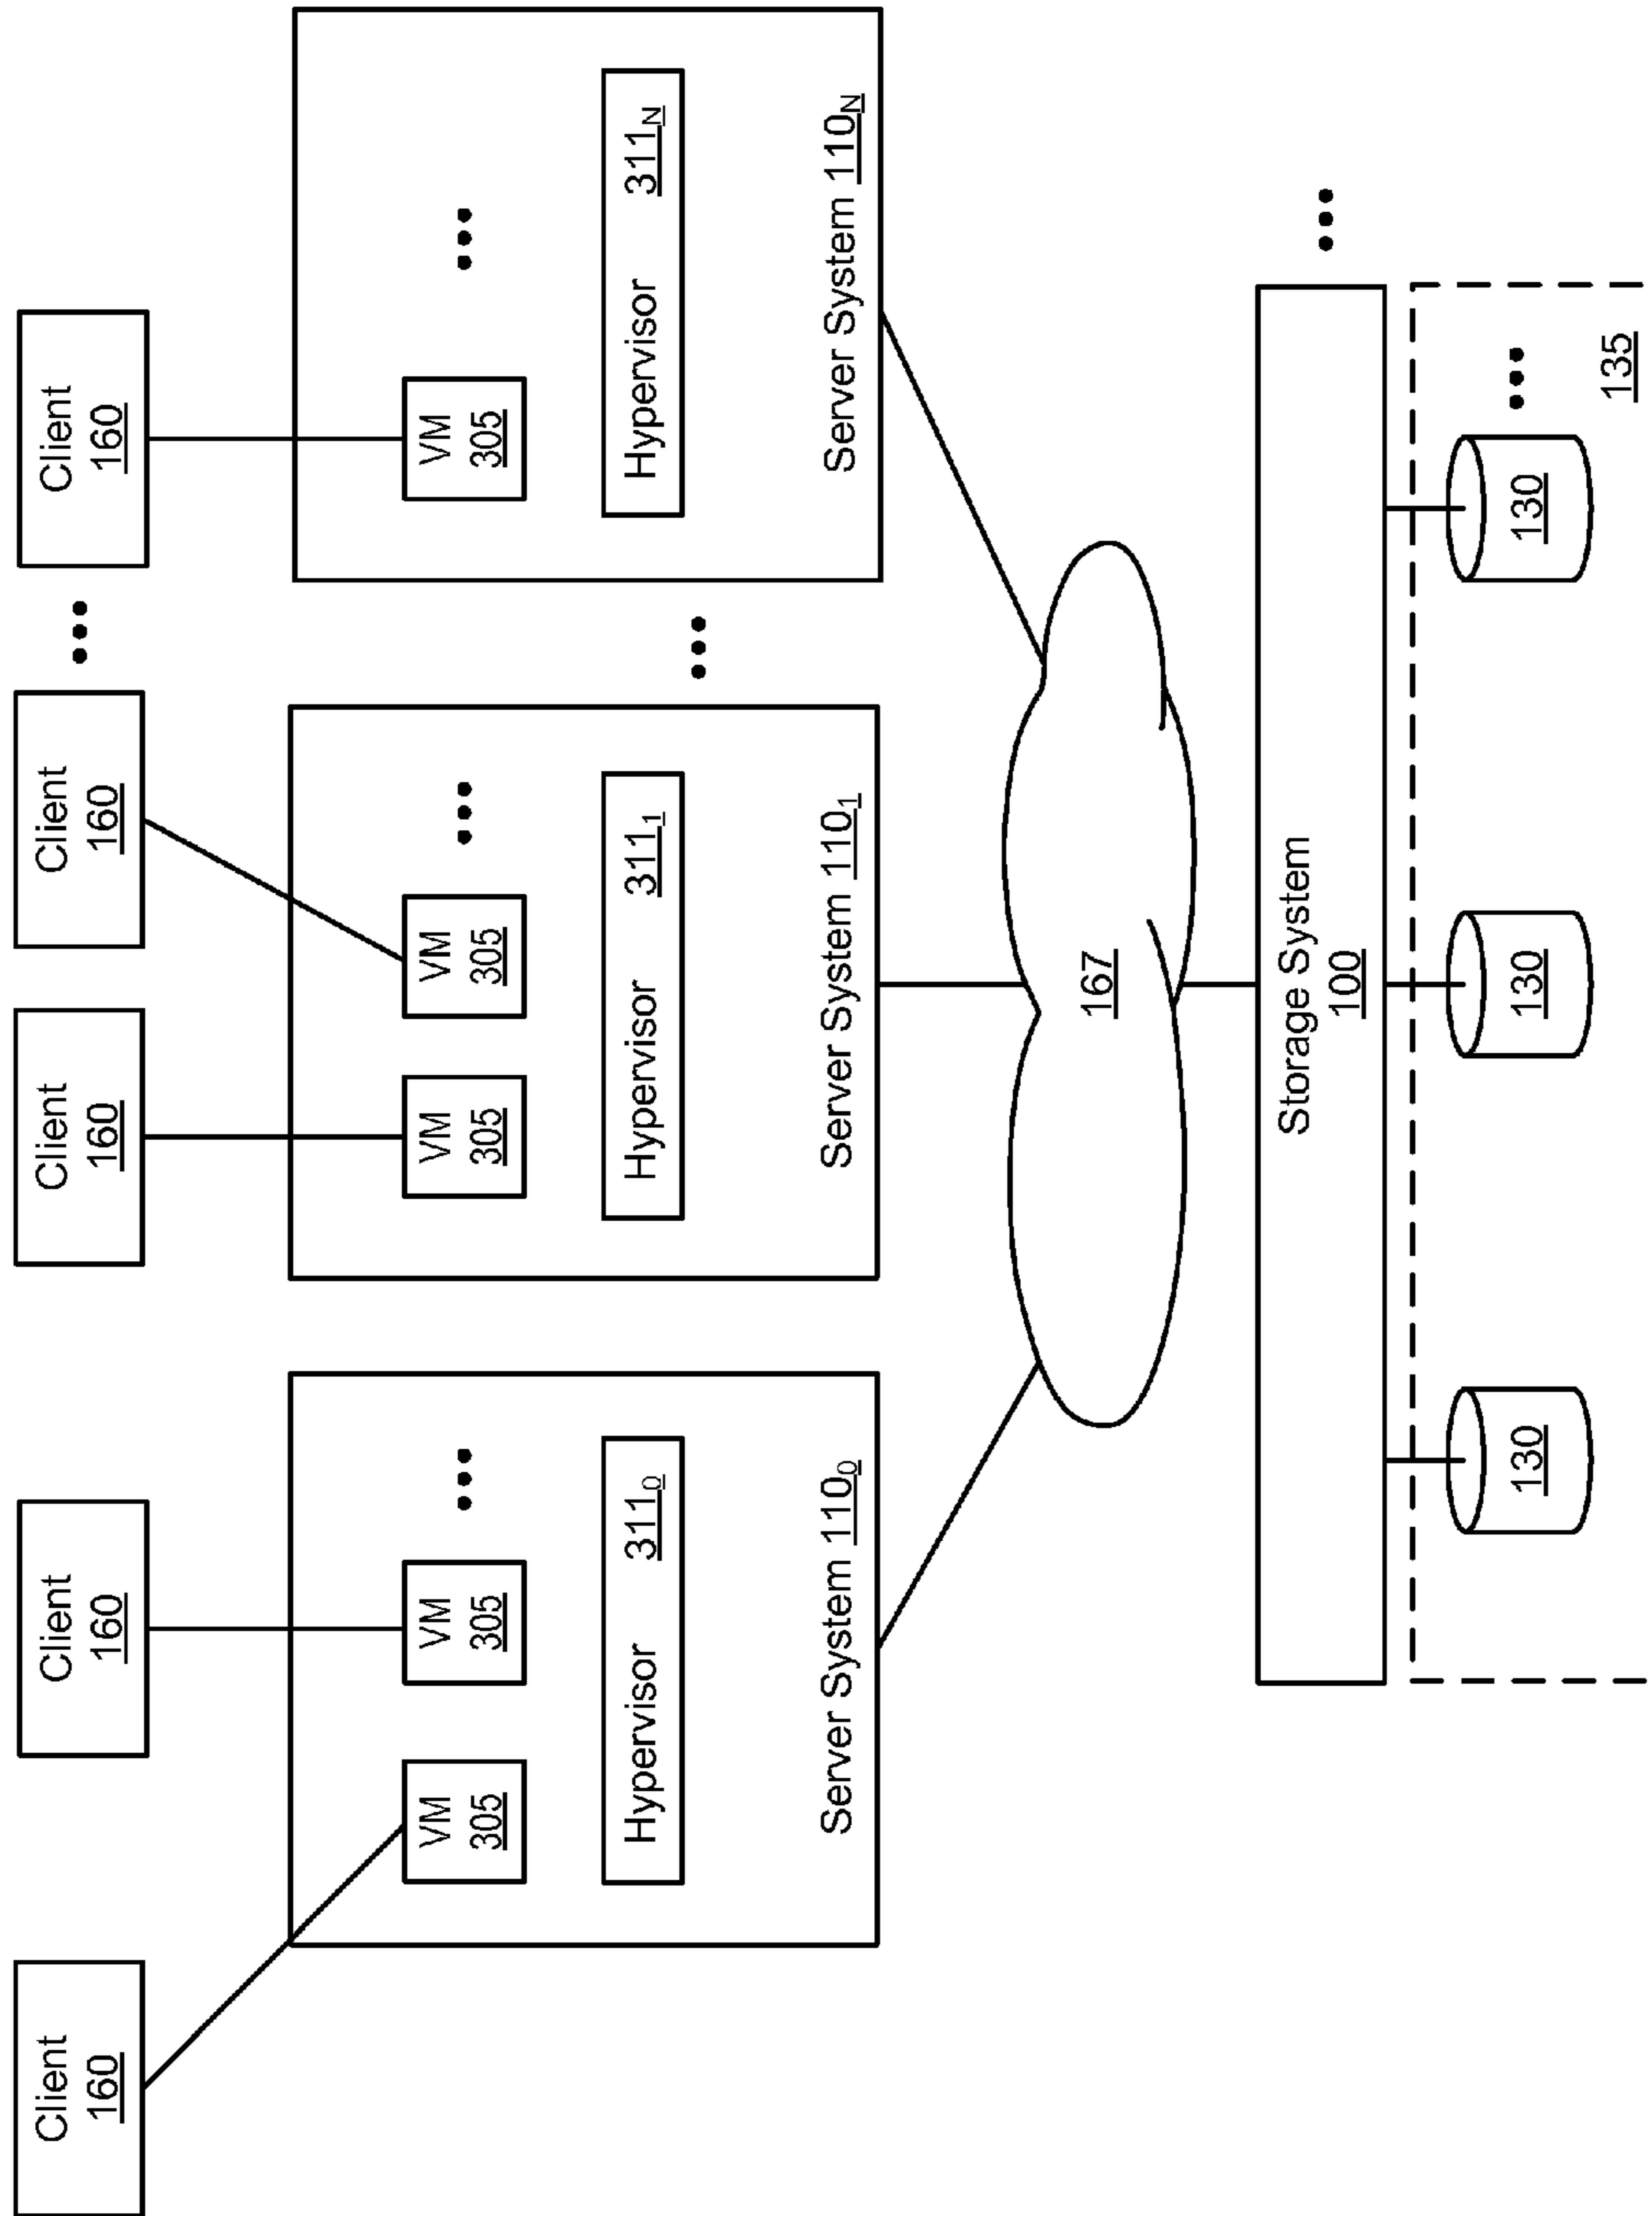 Client
160
Client
160
Client
160
Client
160
•••
Client
160
VM
305
VM
305
•••
Hypervisor 311₀
Server System 110₀
VM
305
VM
305
•••
Hypervisor 311₁
Server System 110₁
•••
VM
305
•••
Hypervisor 311N
Server System 110N
167
Storage System
100
•••
130
130
130
•••
135